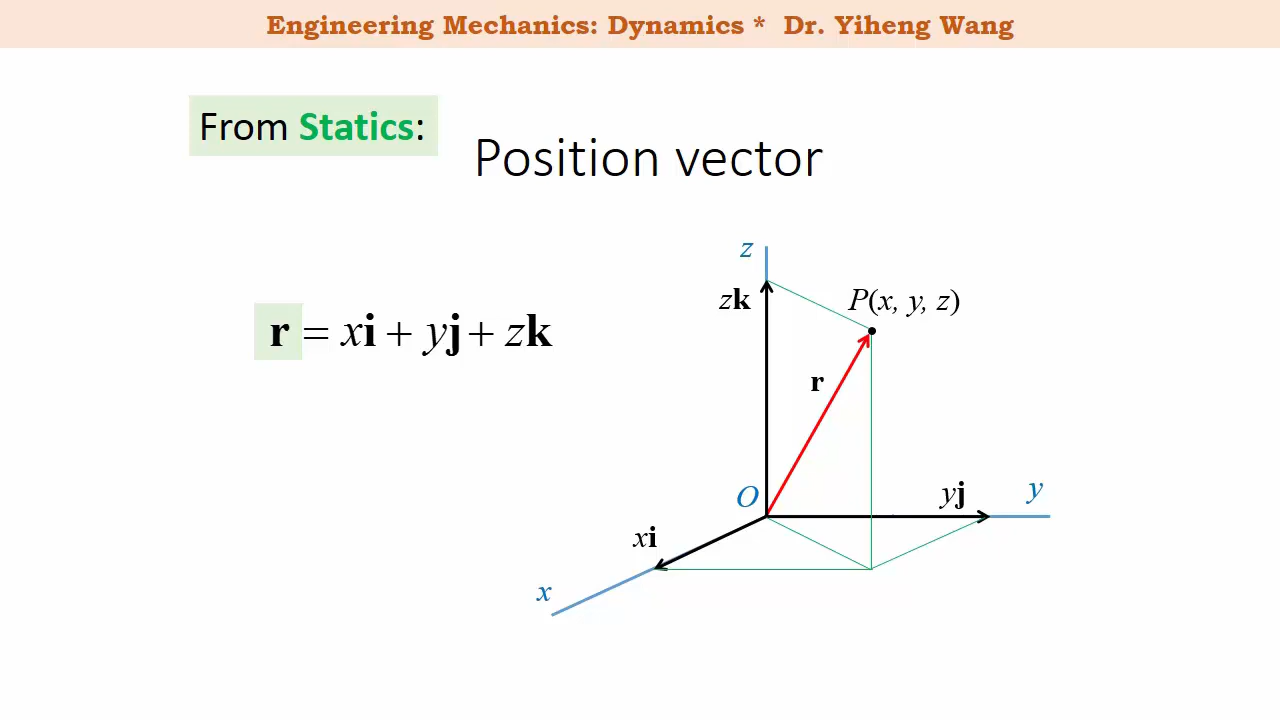 Engineering Mechanics: Dynamics * Dr. Yiheng Wang
From Statics:
Position vector
z
zk
P(x, y, z)
r = xi + yj + zk
r
O
yj
y
xi
x